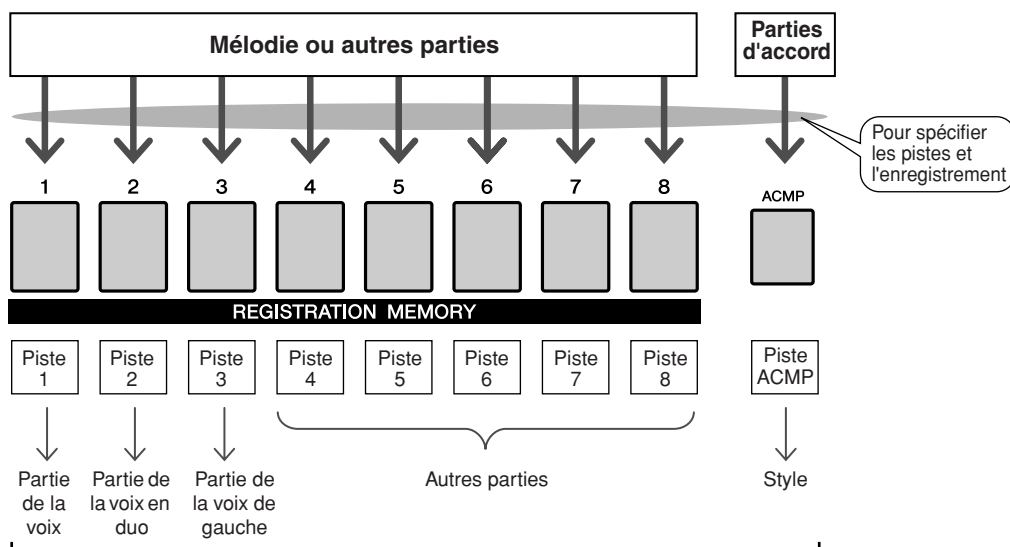 Mélodie ou autres parties
Parties
d'accord
Pour spécifier
les pistes et
l'enregistrement
1 2 3 4 5 6 7 8
ACMP
REGISTRATION MEMORY
Piste
1
Piste
2
Piste
3
Piste
4
Piste
5
Piste
6
Piste
7
Piste
8
Piste
ACMP
Partie
de la
voix
Partie de
la voix en
duo
Partie de
la voix de
gauche
Autres parties
Style